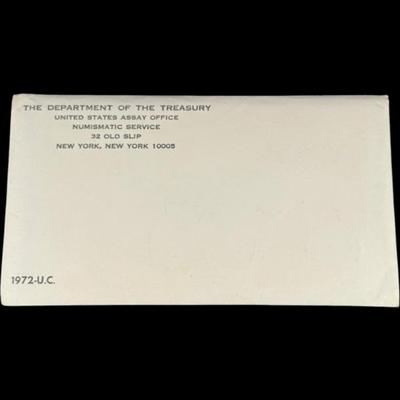 THE DEPARTMENT OF THE TREASURY
UNITED STATES ASSAY OFFICE
NUMISMATIC SERVICE
32 OLD SLIP
NEW YORK, NEW YORK 10005
1972-U.C.